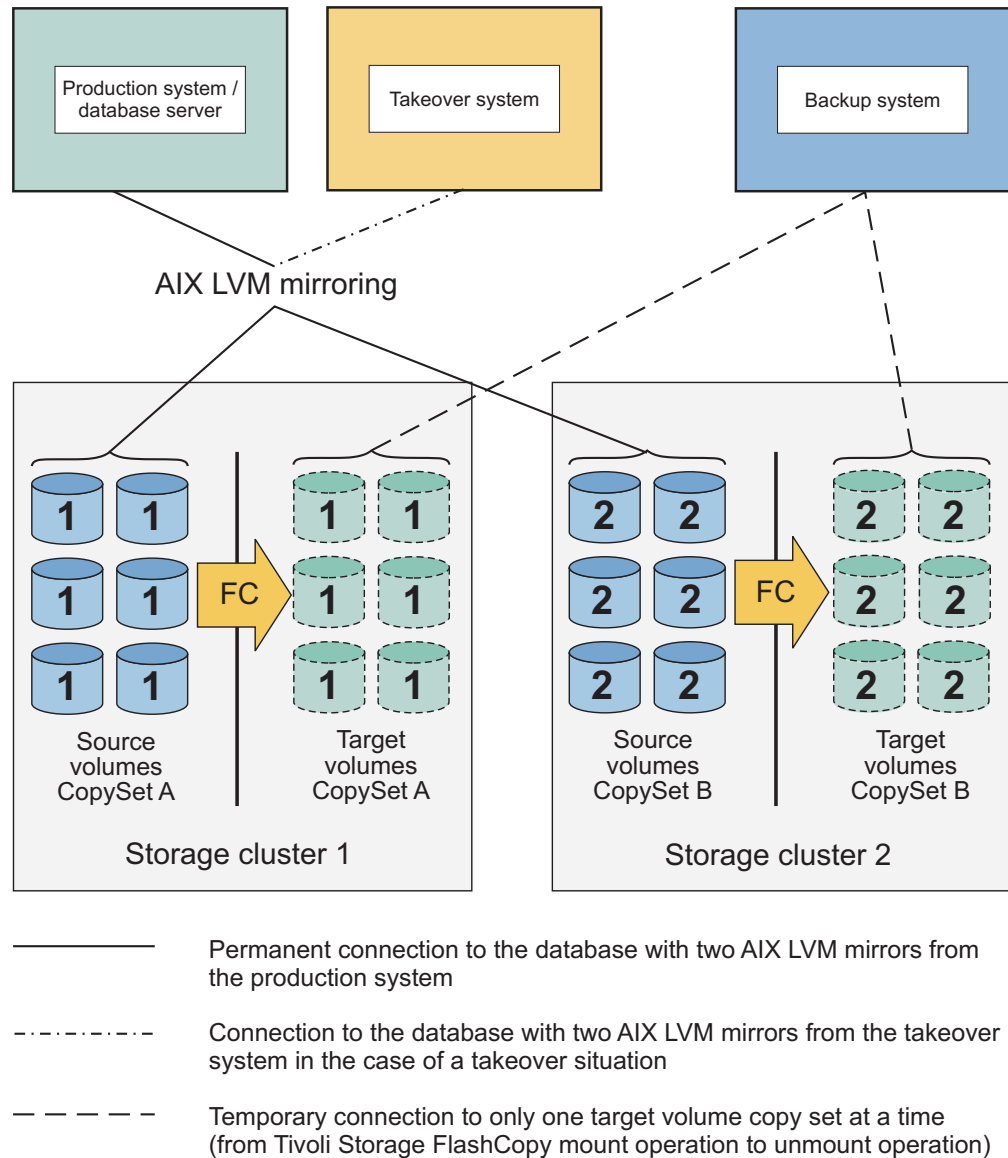 Production system /
database server
Takeover system
Backup system
AIX LVM mirroring
1 1 1 1
2 2 2 2
1 1
FC
1 1
2 2
FC
2 2
1 1 1 1
2 2 2 2
Source
volumes
CopySet A
Target
volumes
CopySet A
Source
volumes
CopySet B
Target
volumes
CopySet B
Storage cluster 1
Storage cluster 2
Permanent connection to the database with two AIX LVM mirrors from
the production system
Connection to the database with two AIX LVM mirrors from the takeover
system in the case of a takeover situation
Temporary connection to only one target volume copy set at a time
(from Tivoli Storage FlashCopy mount operation to unmount operation)